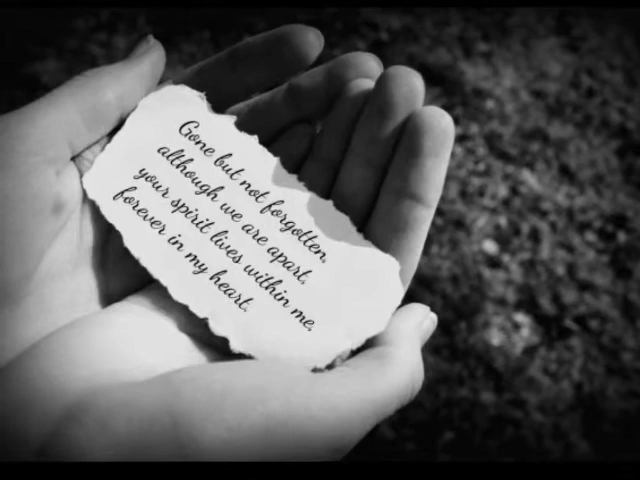 Gone but not forgotten,
although we are apart,
your spirit lives within me,
forever in my heart.